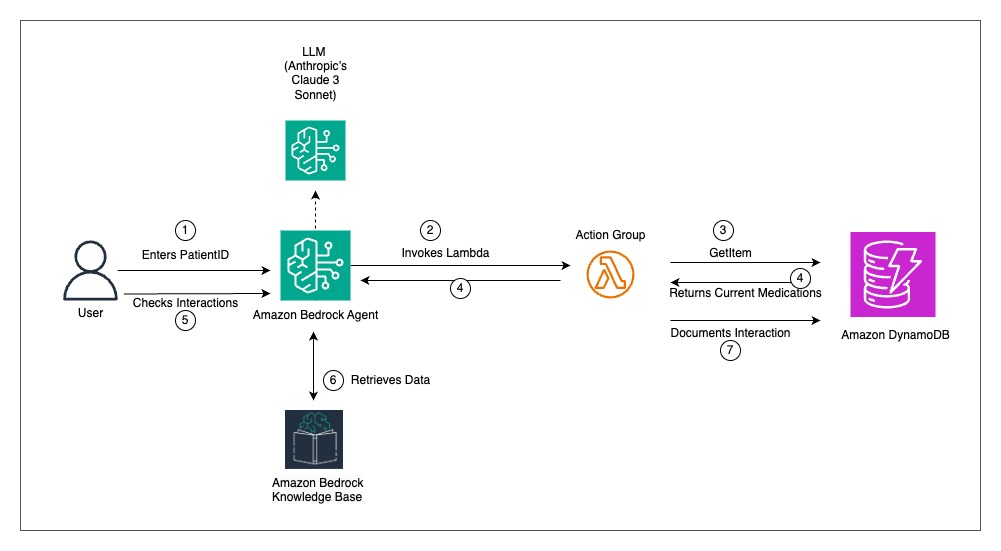 LLM
(Anthropic's
Claude 3
Sonnet)
1
Enters PatientID
2
Invokes Lambda
Action Group
3
GetItem
4
4
Returns Current Medications
User
Checks Interactions
5
Amazon Bedrock Agent
Documents Interaction
7
Amazon DynamoDB
6
Retrieves Data
Amazon Bedrock
Knowledge Base